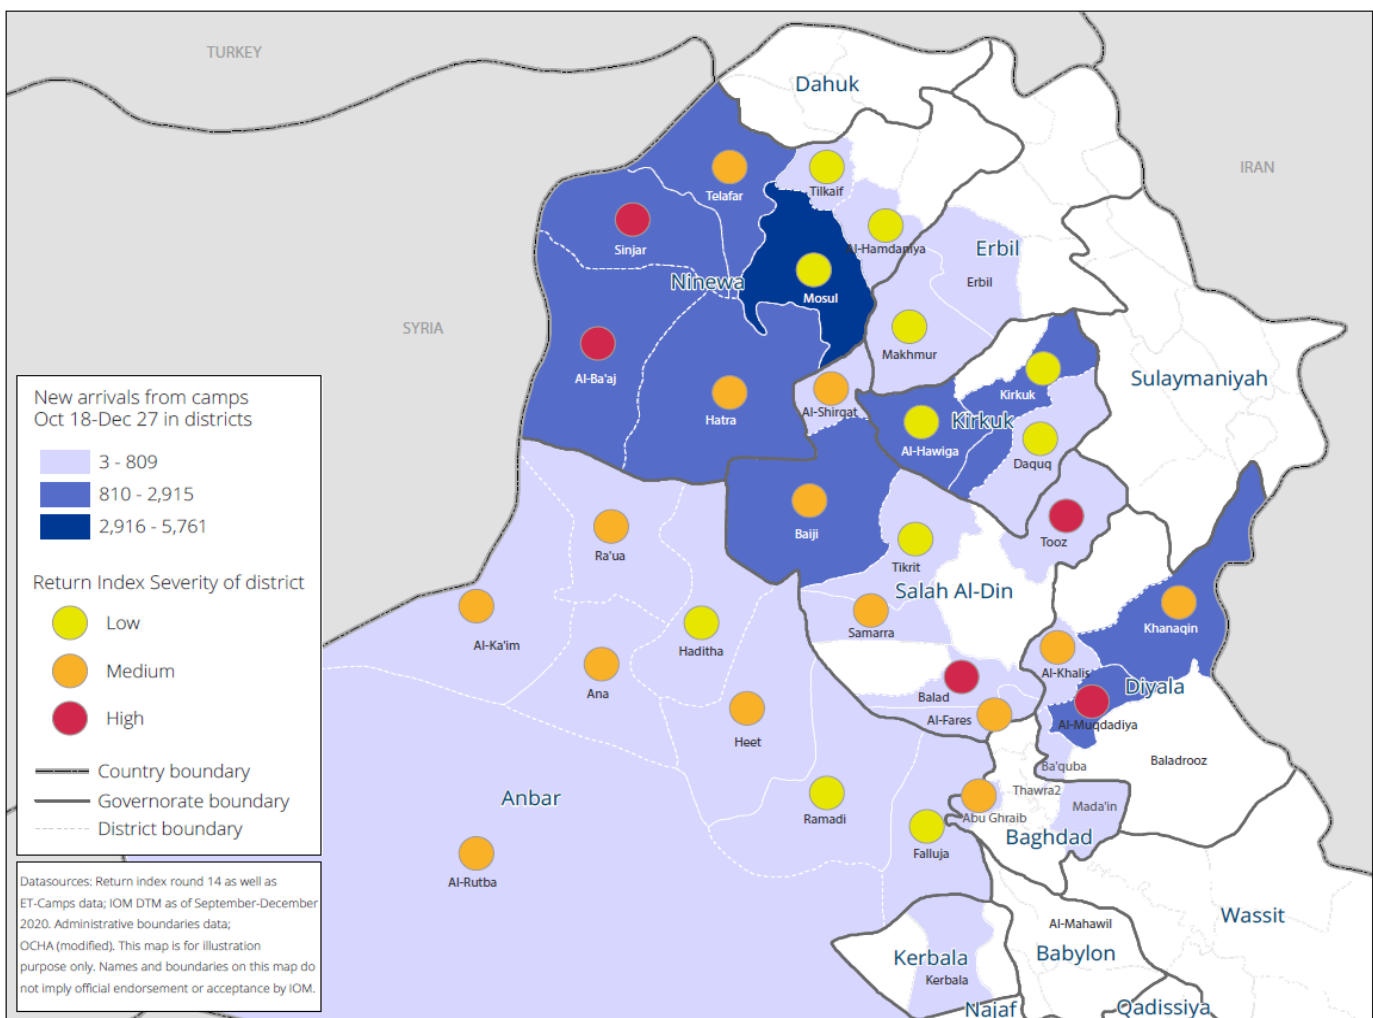 TURKEY
Dahuk
IRAN
Telafar
Tilkaif
Sinjar
Al-Hamdaniya
Erbil
Ninewa
Erbil
Mosul
SYRIA
Makhmur
Al-Ba'aj
Sulaymaniyah
Kirkuk
Hatra
Al-Shirqat
Kirkuk
Al-Hawiga
Daquq
New arrivals from camps
Oct 18-Dec 27 in districts
3 - 809
810 - 2,915
2,916 - 5,761
Return Index Severity of district
Low
Medium
High
Country boundary
Governorate boundary
District boundary
Baiji
Tooz
Ra'ua
Tikrit
Salah Al-Din
Samarra
Khanaqin
Al-Ka'im
Haditha
Al-Khalis
Ana
Diyala
Balad
Al-Fares
Al-Muqdadiya
Heet
Baladrooz
Ba'quba
Thawra2
Anbar
Mada'in
Ramadi
Abu Ghraib
Baghdad
Falluja
Al-Rutba
Datasources: Return index round 14 as well as
ET-Camps data; IOM DTM as of September-December
2020. Administrative boundaries data;
OCHA (modified). This map is for illustration
purpose only. Names and boundaries on this map do
not imply official endorsement or acceptance by IOM.
Wassit
Al-Mahawil
Kerbala
Babylon
Kerbala
Najaf
Qadissiya